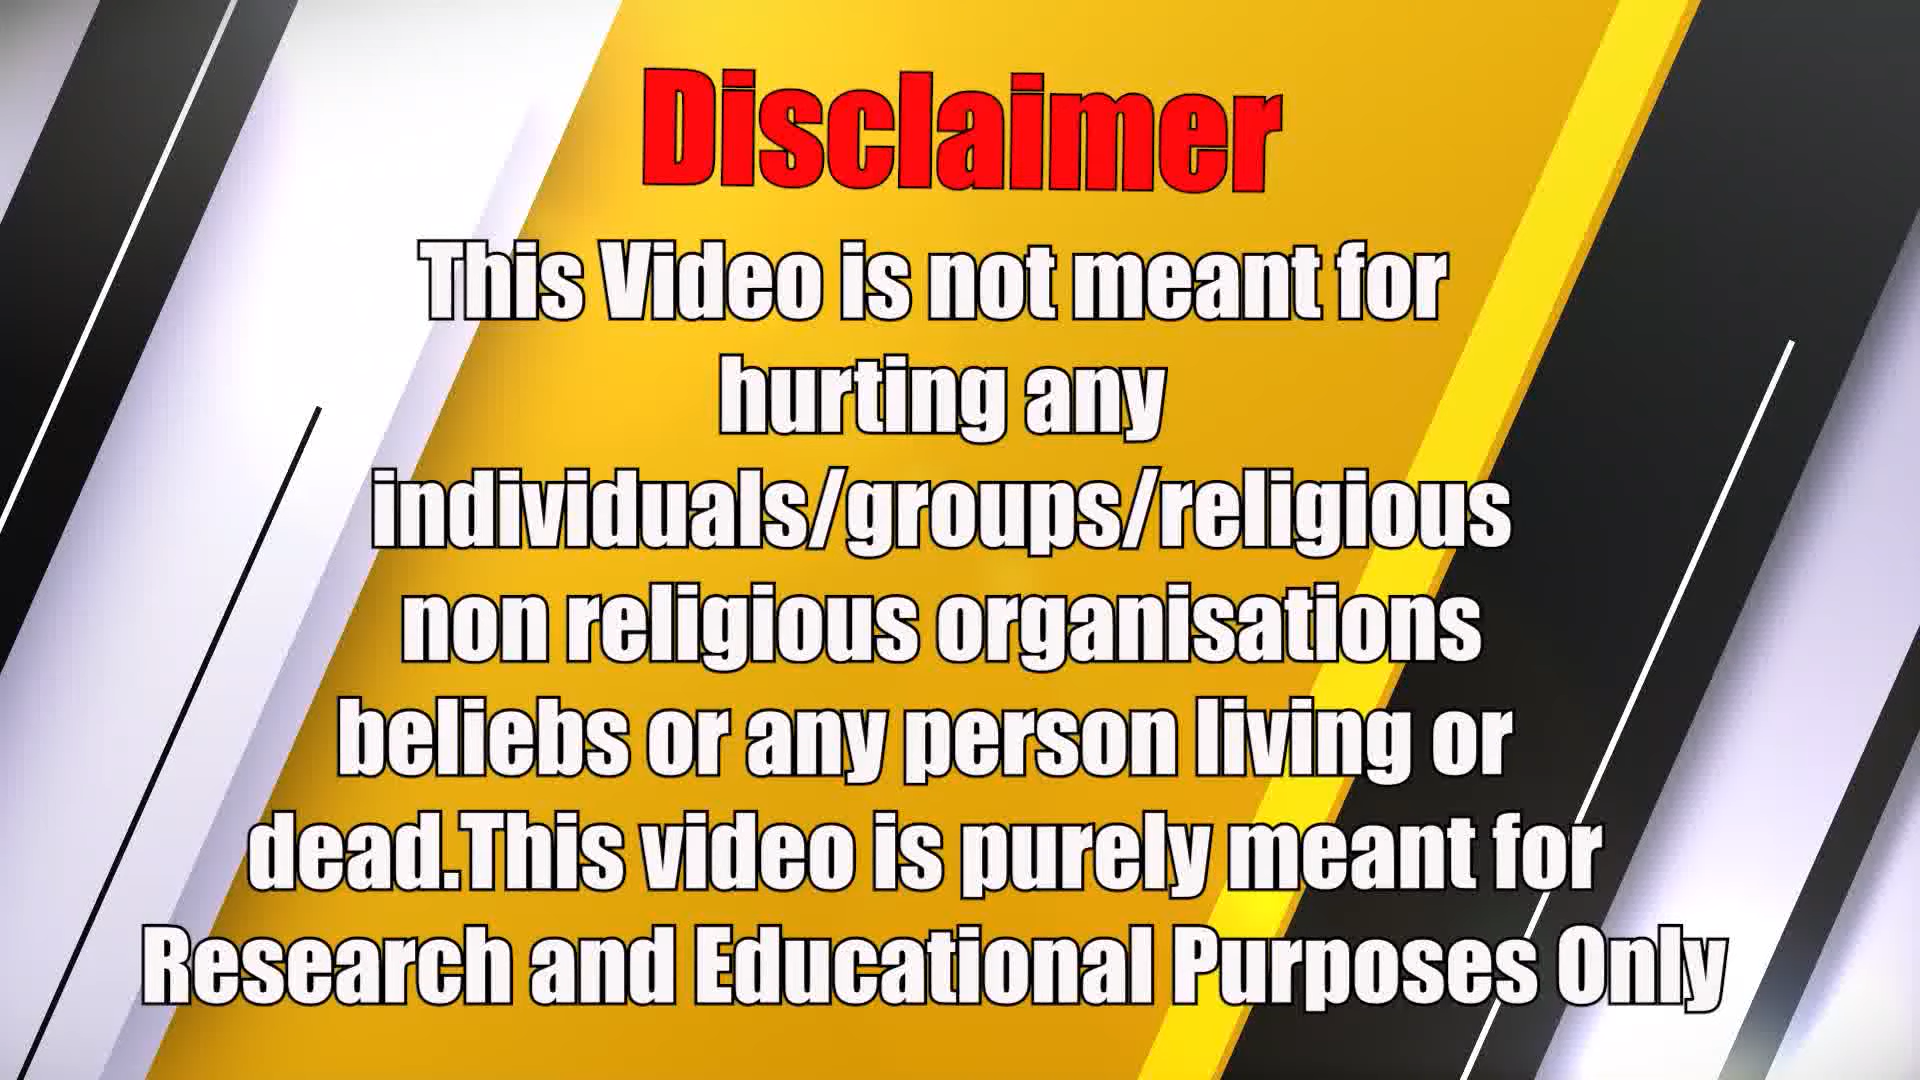 Disclaimer
This Video is not meant for
hurting any
individuals/groups/religious
non religious organisations
beliebs or any person living or
dead.This video is purely meant for
Research and Educational Purposes Only